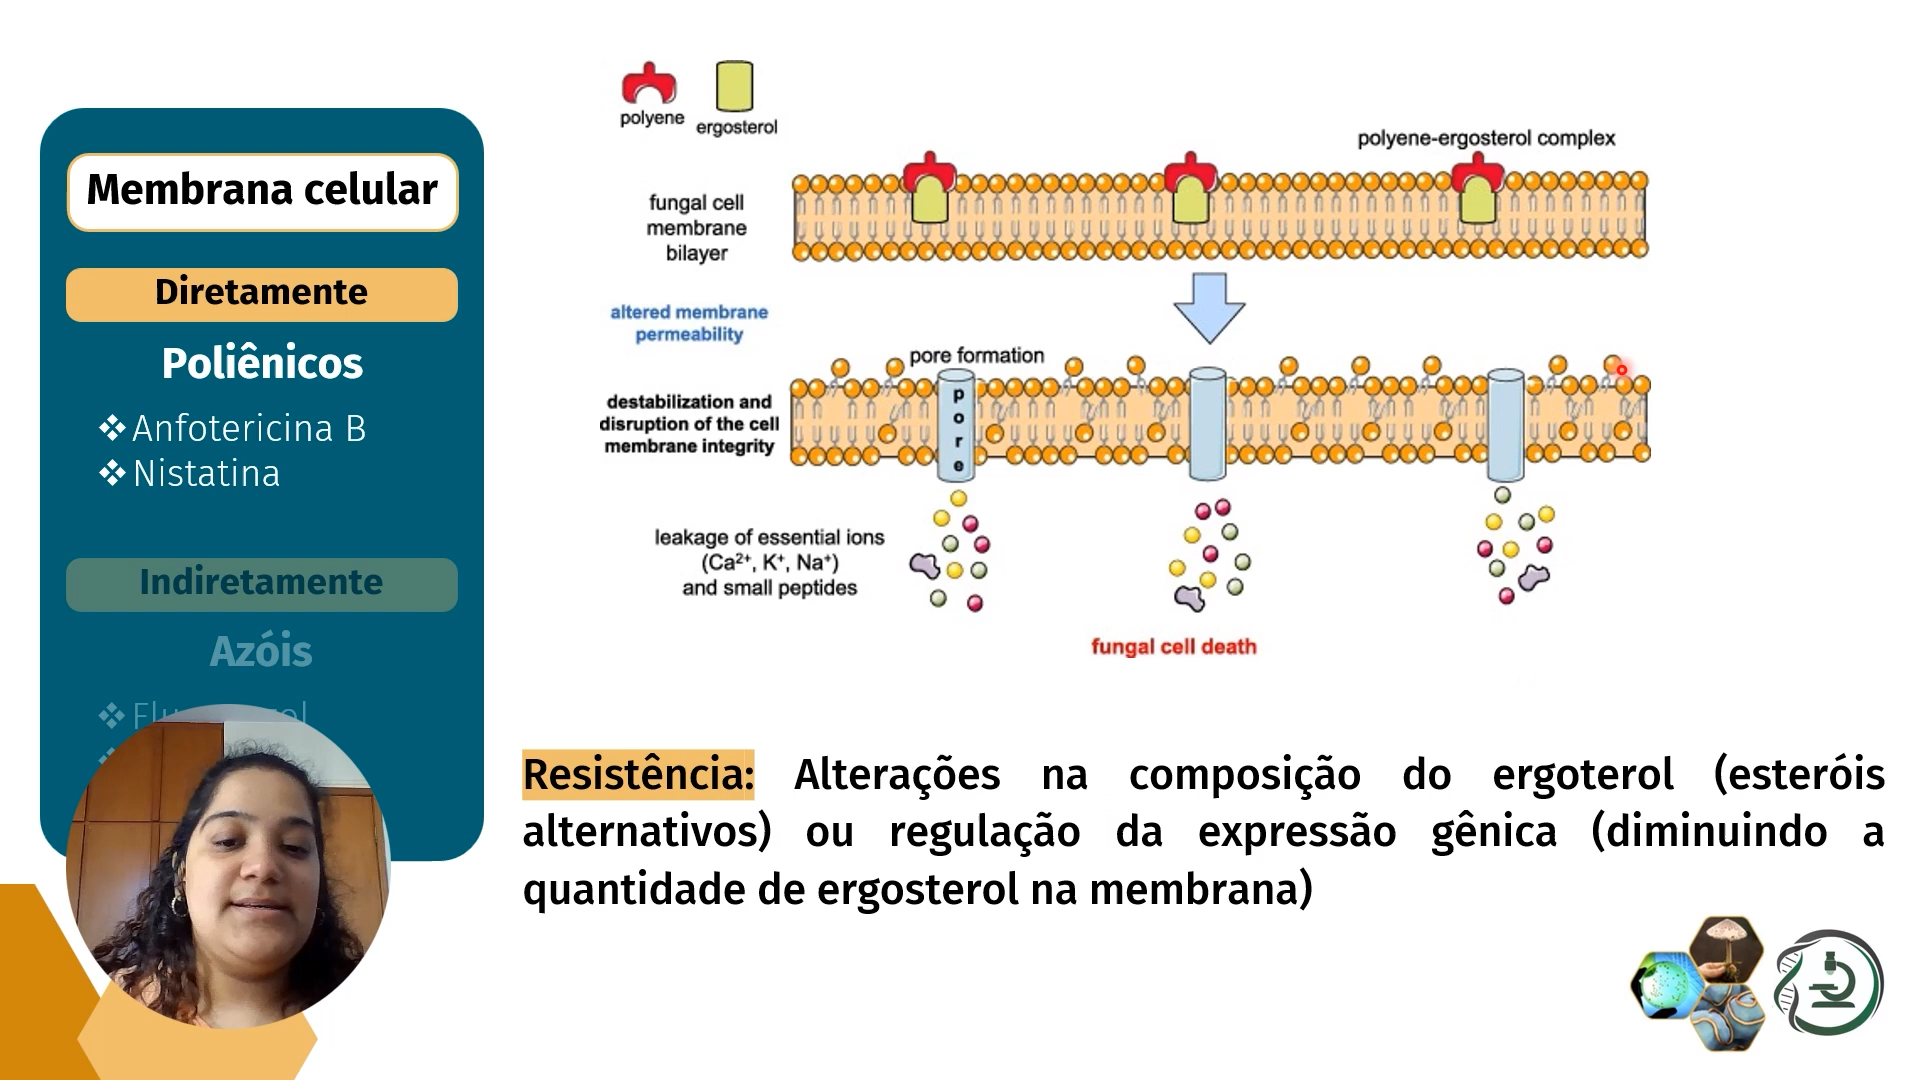 Membrana celular
Diretamente
Poliênicos
❖Anfotericina B
❖Nistatina
Indiretamente
Azóis
polyene
ergosterol
polyene-ergosterol complex
fungal cell
membrane
bilayer
altered membrane
permeability
pore formation
pore
destabilization and
disruption of the cell
membrane integrity
leakage of essential ions
(Ca²⁺, K⁺, Na⁺)
and small peptides
fungal cell death
Resistência: Alterações na composição do ergoterol (esteróis
alternativos) ou regulação da expressão gênica (diminuindo a
quantidade de ergosterol na membrana)